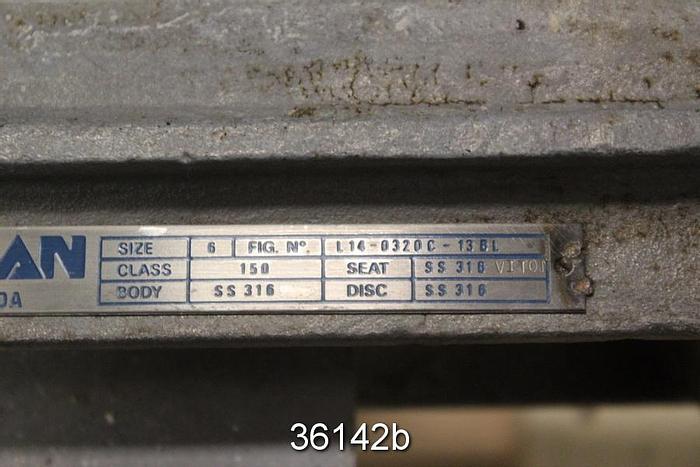 AN
DA
SIZE 6 FIG. Nº. L14-0320C-13BL
CLASS 150 SEAT SS 316 VITON
BODY SS 316 DISC SS 316
36142b